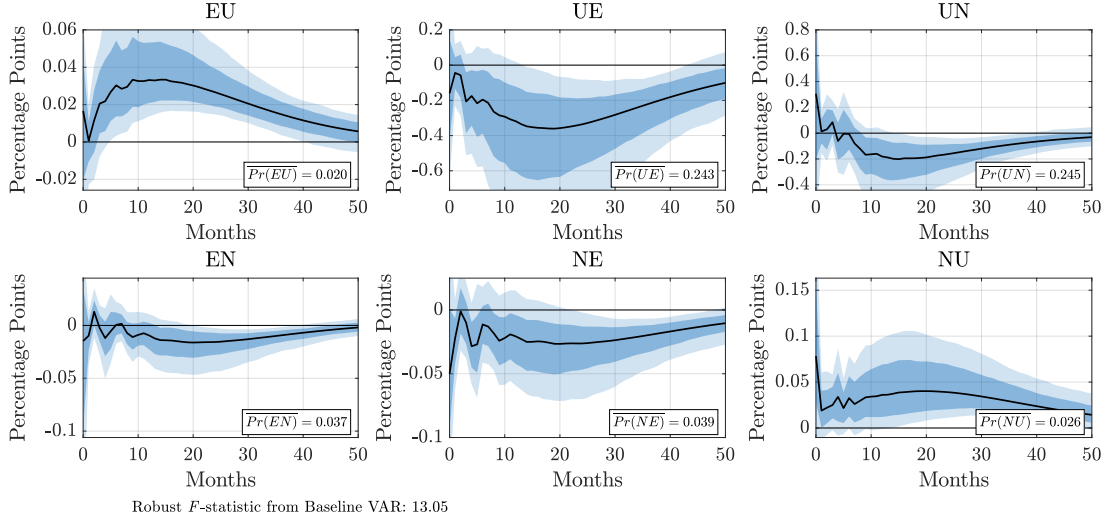 EU
Percentage Points
0.06
0.04
0.02
0
-0.02
0 10 20 30 40 50
Months
$\overline{Pr(EU)} = 0.020$
UE
Percentage Points
0.2
0
-0.2
-0.4
-0.6
0 10 20 30 40 50
Months
$\overline{Pr(UE)} = 0.243$
UN
Percentage Points
0.8
0.6
0.4
0.2
0
-0.2
-0.4
0 10 20 30 40 50
Months
$\overline{Pr(UN)} = 0.245$
EN
Percentage Points
0
-0.05
-0.1
0 10 20 30 40 50
Months
$\overline{Pr(EN)} = 0.037$
NE
Percentage Points
0
-0.05
-0.1
0 10 20 30 40 50
Months
$\overline{Pr(NE)} = 0.039$
NU
Percentage Points
0.15
0.1
0.05
0
0 10 20 30 40 50
Months
$\overline{Pr(NU)} = 0.026$
Robust F-statistic from Baseline VAR: 13.05